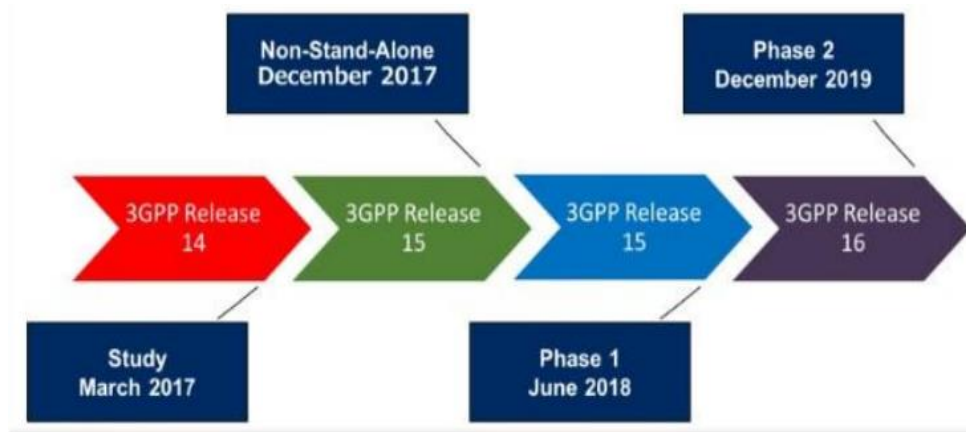 Non-Stand-Alone
December 2017
Phase 2
December 2019
3GPP Release
14
3GPP Release
15
3GPP Release
15
3GPP Release
16
Study
March 2017
Phase 1
June 2018